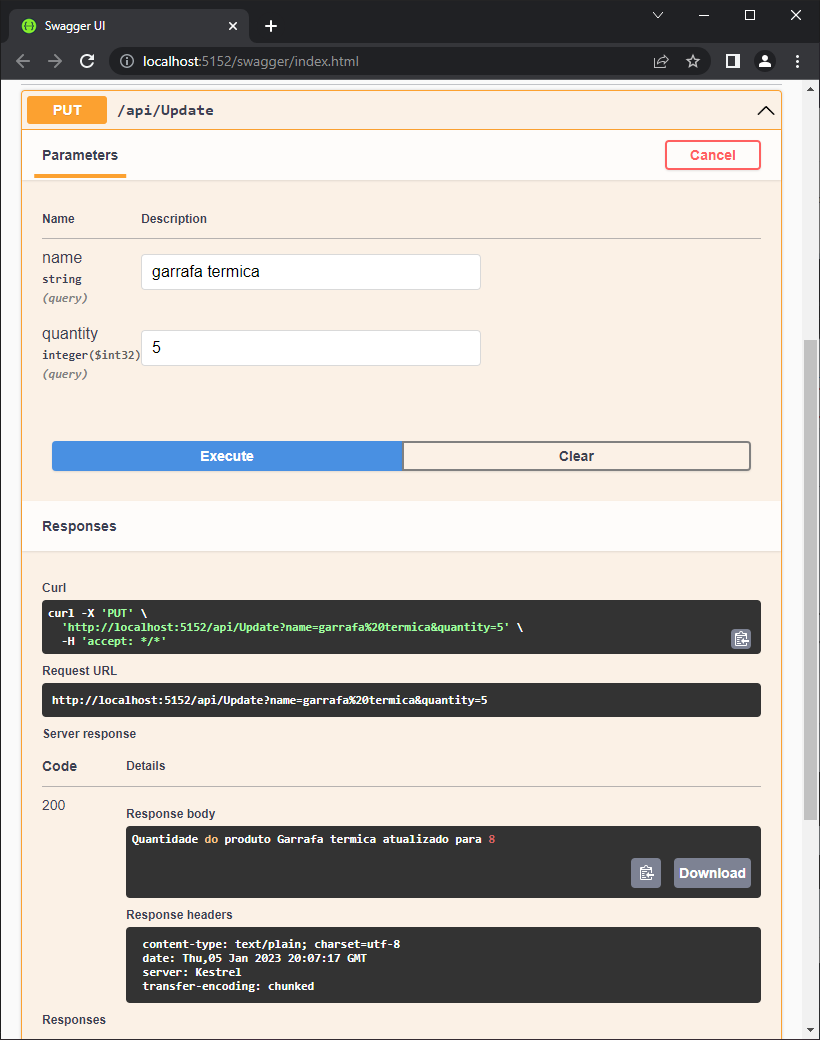 Swagger UI
localhost:5152/swagger/index.html
PUT /api/Update
Parameters Cancel
Name Description
name
string
(query)
garrafa termica
quantity
integer($int32)
(query)
5
Execute Clear
Responses
Curl
curl -X 'PUT' \
'http://localhost:5152/api/Update?name=garrafa%20termica&quantity=5' \
-H 'accept: */*'
Request URL
http://localhost:5152/api/Update?name=garrafa%20termica&quantity=5
Server response
Code Details
200
Response body
Quantidade do produto Garrafa termica atualizado para 8
Download
Response headers
content-type: text/plain; charset=utf-8
date: Thu,05 Jan 2023 20:07:17 GMT
server: Kestrel
transfer-encoding: chunked
Responses